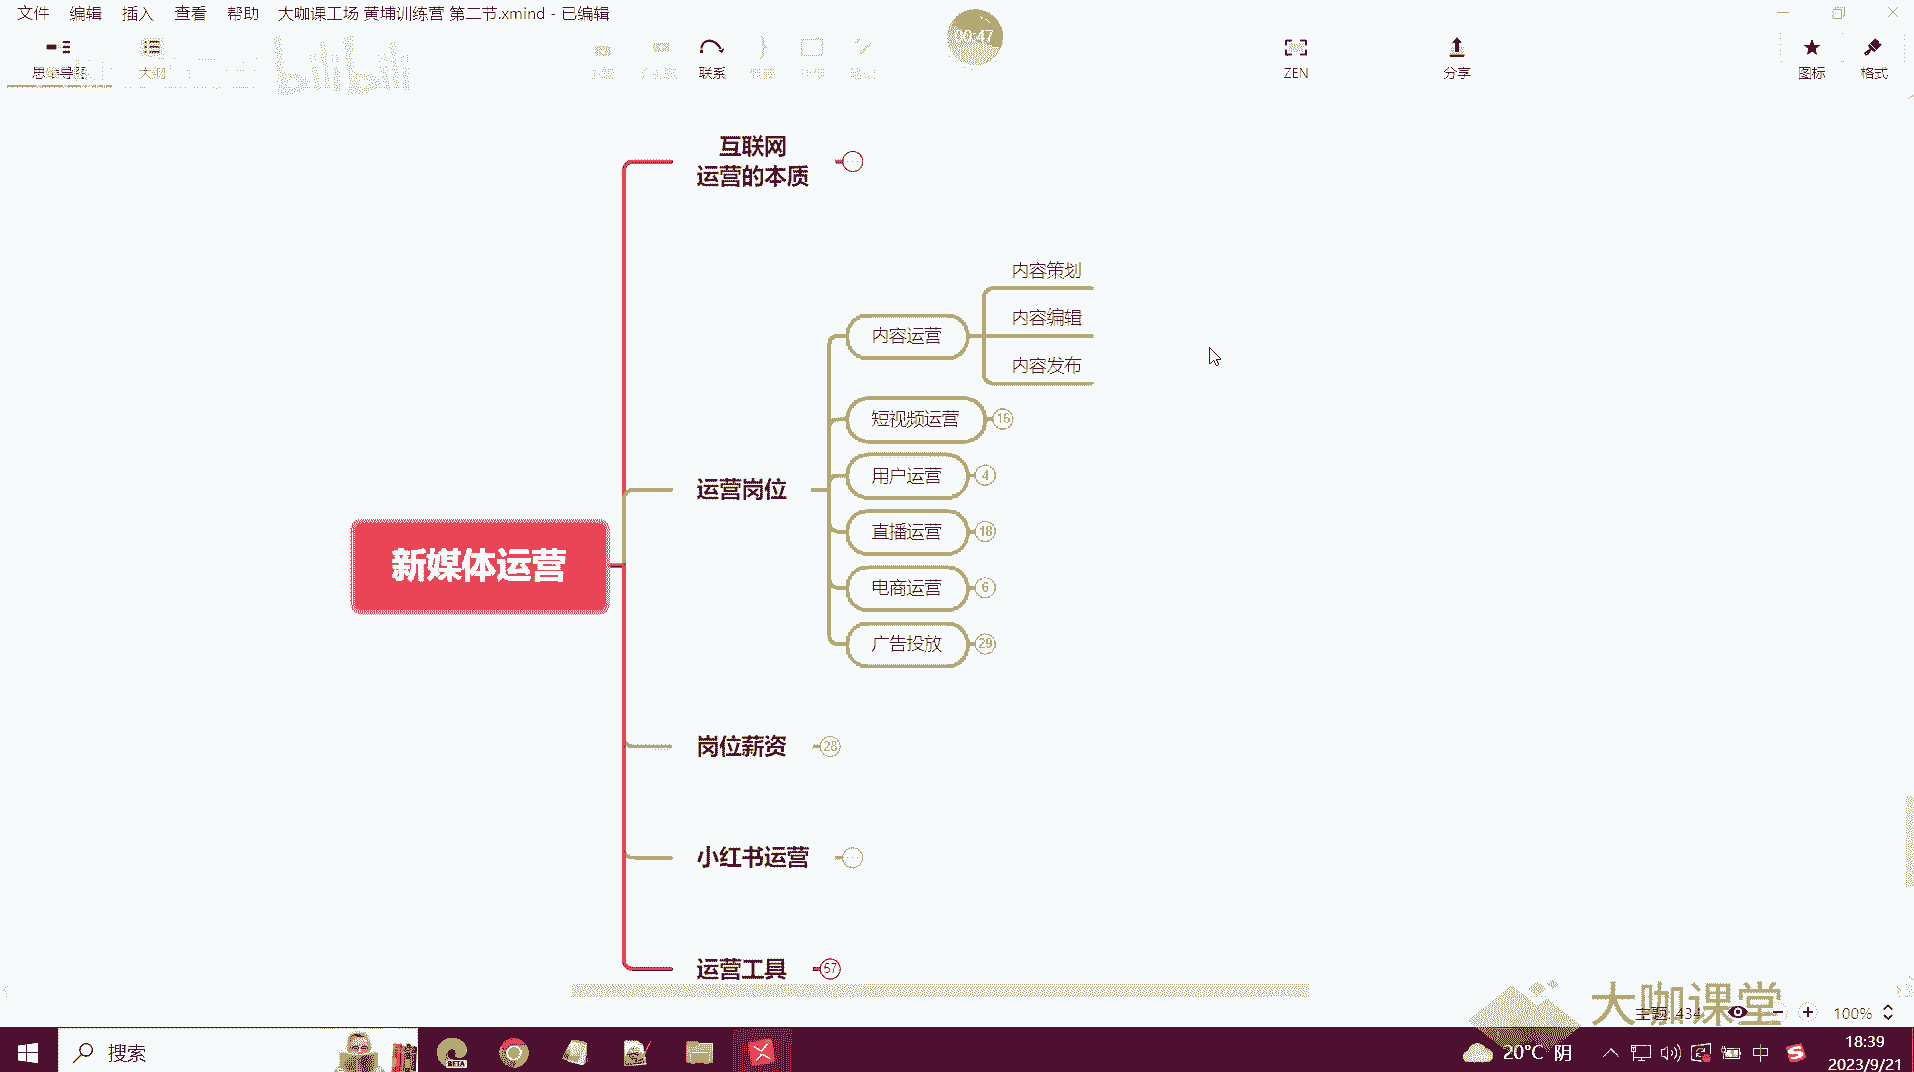 文件 编辑 插入 查看 帮助 大咖课工场 黄埔训练营 第二节.xmind - 已编辑
00:47
思维导图 大纲 联系 ZEN 分享 图标 格式
bilibili
互联网
运营的本质
内容策划
内容编辑
内容发布
内容运营
短视频运营 16
用户运营 4
运营岗位
直播运营 18
电商运营 6
广告投放 29
新媒体运营
岗位薪资 28
小红书运营
运营工具 57
大咖课堂
主题: 434 100%
搜索
BETA
20°C 阴
中
18:39
2023/9/21